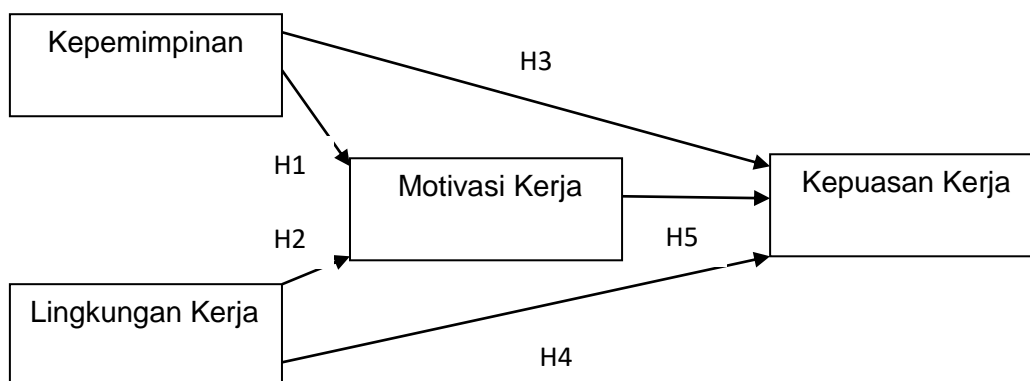 Kepemimpinan
H3
H1
Motivasi Kerja
Kepuasan Kerja
H2
H5
Lingkungan Kerja
H4